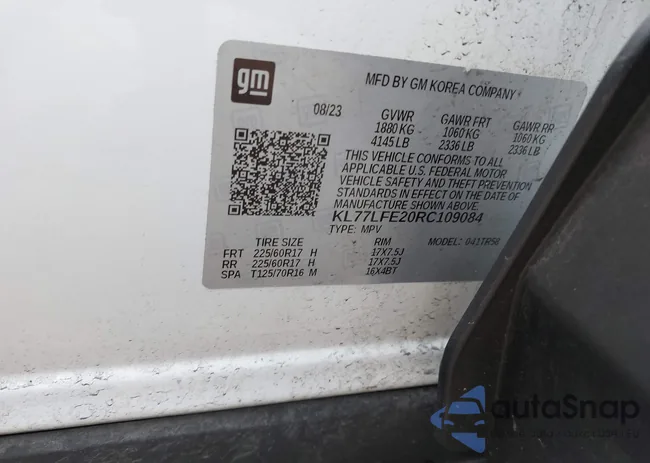 gm
MFD BY GM KOREA COMPANY
08/23 GVWR GAWR FRT GAWR RR
1880 KG 1060 KG 1060 KG
4145 LB 2336 LB 2336 LB
THIS VEHICLE CONFORMS TO ALL
APPLICABLE U.S. FEDERAL MOTOR
VEHICLE SAFETY AND THEFT PREVENTION
STANDARDS IN EFFECT ON THE DATE OF
MANUFACTURE SHOWN ABOVE.
KL77LFE20RC109084
TYPE: MPV
TIRE SIZE RIM MODEL:
FRT 225/60R17 H 17X7.5J
RR 225/60R17 H 17X7.5J
SPA T125/70R16 M 16X4BT
autoSnap